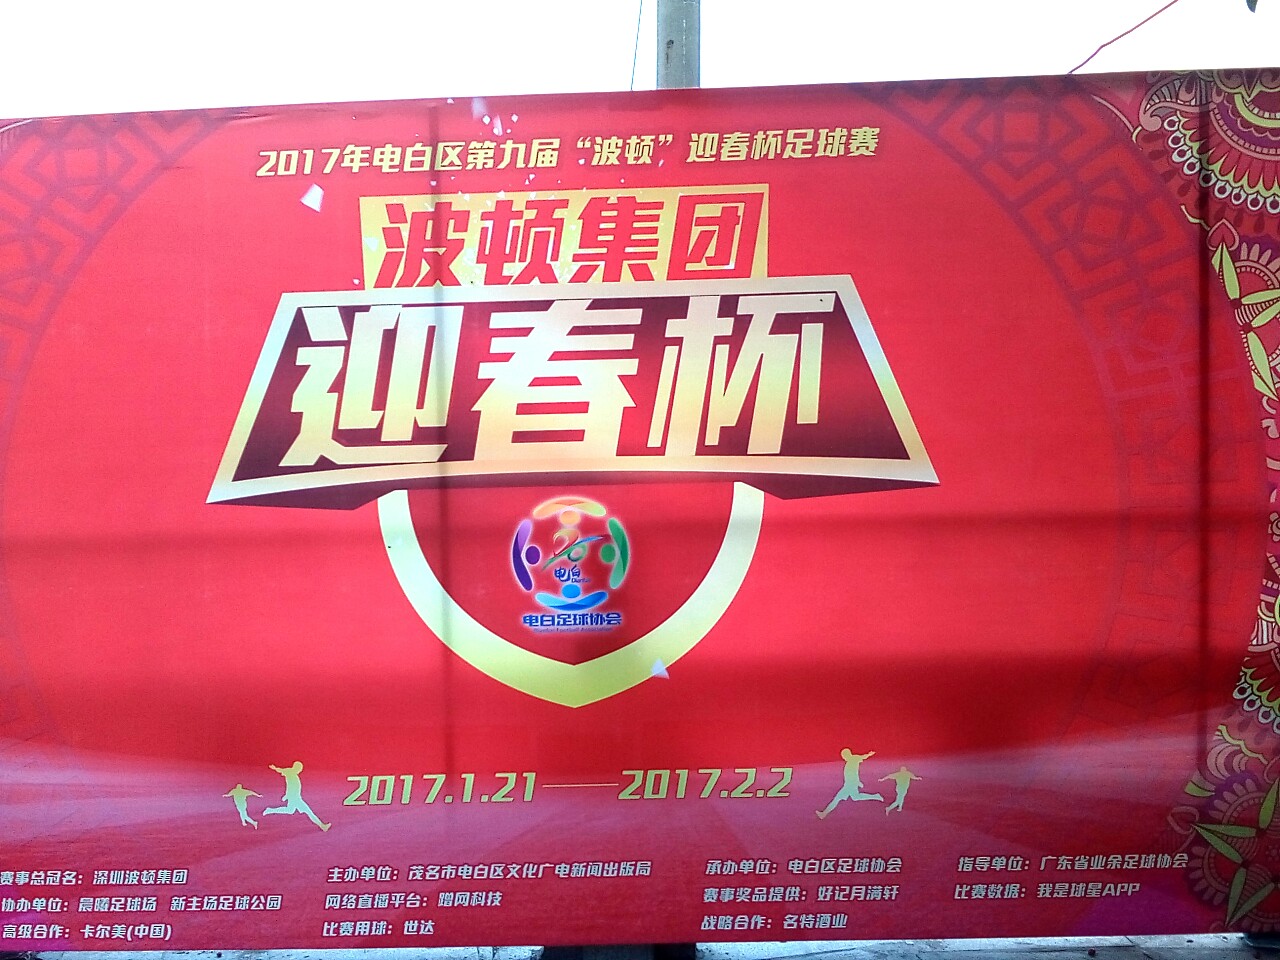 2017年电白区第九届“波顿”迎春杯足球赛
波顿集团
迎春杯
电白
电白足球协会
2017.1.21——2017.2.2
赛事总冠名：深圳波顿集团 主办单位：茂名市电白区文化广电新闻出版局 承办单位：电白区足球协会 指导单位：广东省业余足球协会
协办单位：晨曦足球场 新主场足球公园 网络直播平台：蹭网科技 赛事奖品提供：好记月满轩 比赛数据：我是球星APP
高级合作：卡尔美(中国) 比赛用球：世达 战略合作：名特酒业